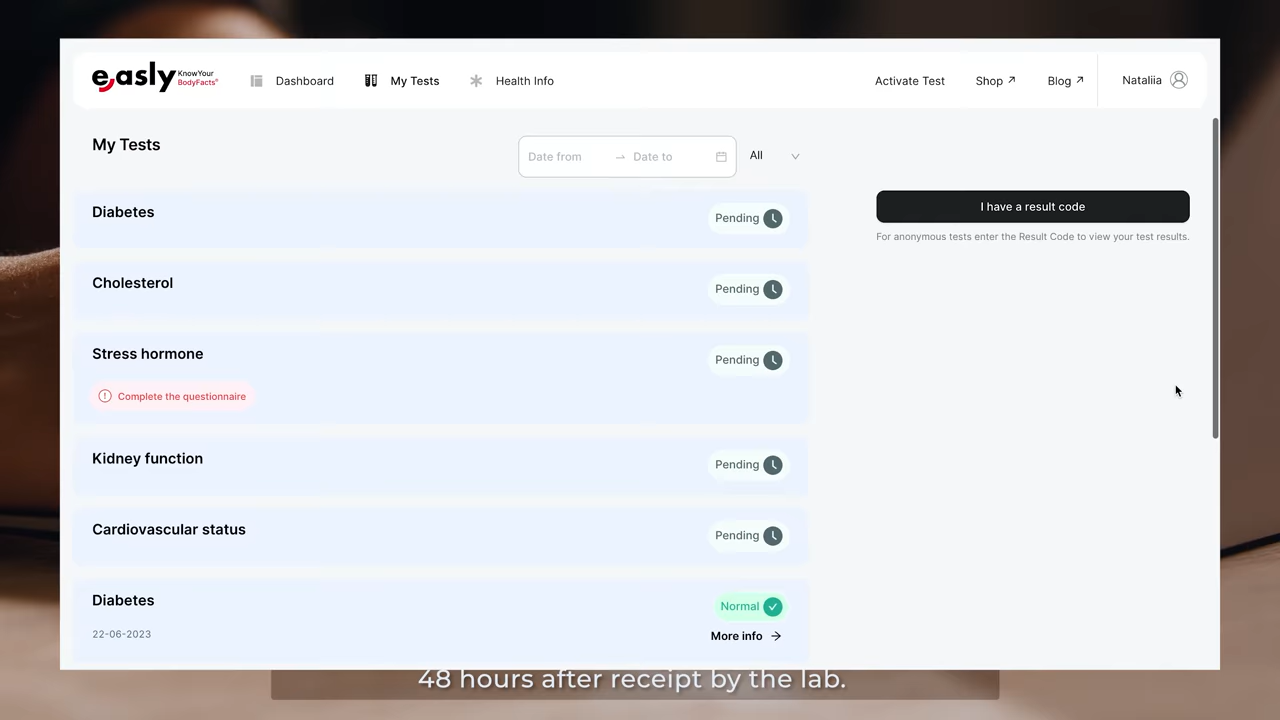 easly KnowYour BodyFacts®
Dashboard
My Tests
Health Info
Activate Test
Shop
Blog
Nataliia
My Tests
Date from → Date to
All
I have a result code
For anonymous tests enter the Result Code to view your test results.
Diabetes
Pending
Cholesterol
Pending
Stress hormone
Pending
Complete the questionnaire
Kidney function
Pending
Cardiovascular status
Pending
Diabetes
Normal
22-06-2023
More info →
48 hours after receipt by the lab.